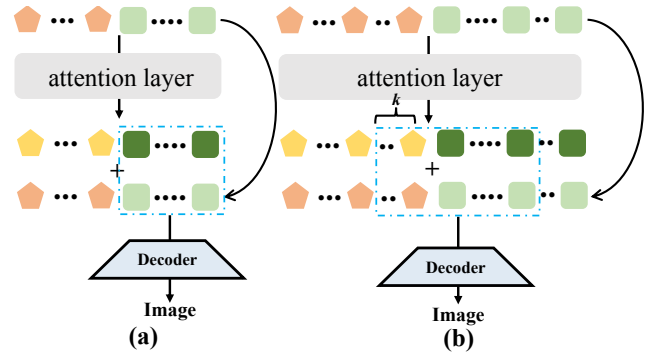 attention layer
+
Decoder
Image
(a)
attention layer
k
+
Decoder
Image
(b)